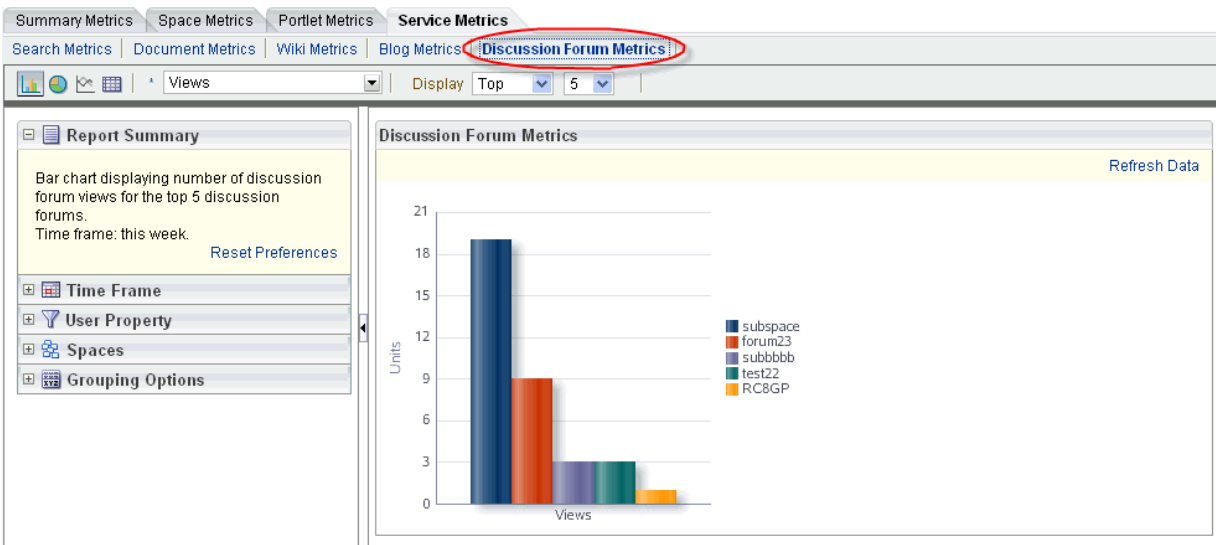 Summary Metrics Space Metrics Portlet Metrics Service Metrics
Search Metrics Document Metrics Wiki Metrics Blog Metrics Discussion Forum Metrics
* Views Display Top 5
Report Summary
Bar chart displaying number of discussion
forum views for the top 5 discussion
forums.
Time frame: this week.
Reset Preferences
Time Frame
User Property
Spaces
Grouping Options
Discussion Forum Metrics
Refresh Data
21
18
15
12
9
6
3
0
Units
Views
subspace
forum23
subbbbb
test22
RC8GP